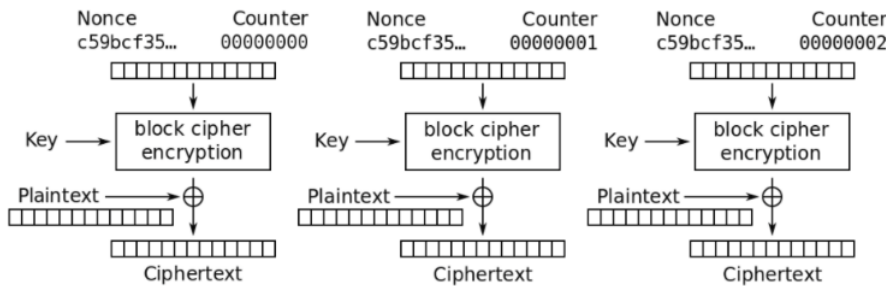 Nonce Counter
c59bcf35… 00000000
Key
block cipher
encryption
Plaintext
Ciphertext
Nonce Counter
c59bcf35… 00000001
Key
block cipher
encryption
Plaintext
Ciphertext
Nonce Counter
c59bcf35… 00000002
Key
block cipher
encryption
Plaintext
Ciphertext